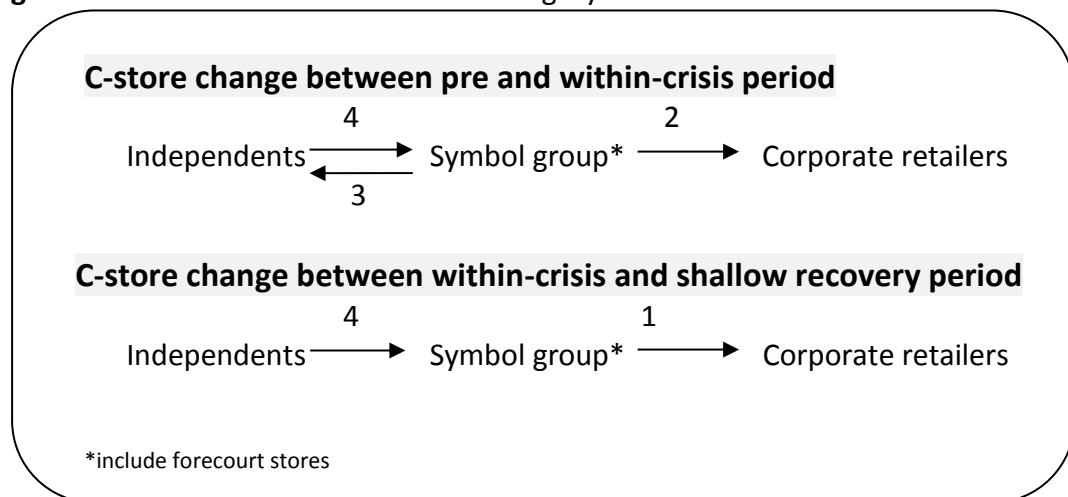 C-store change between pre and within-crisis period
4 2
Independents Symbol group* Corporate retailers
3
C-store change between within-crisis and shallow recovery period
4 1
Independents Symbol group* Corporate retailers
*include forecourt stores